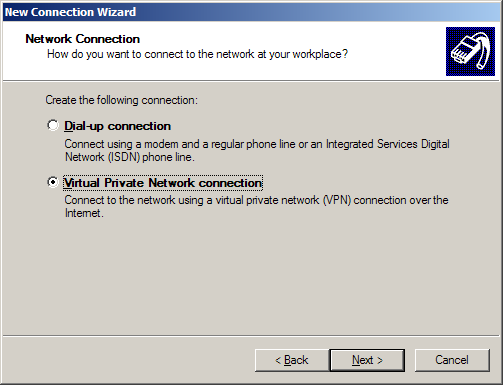 New Connection Wizard
Network Connection
How do you want to connect to the network at your workplace?
Create the following connection:
Dial-up connection
Connect using a modem and a regular phone line or an Integrated Services Digital
Network (ISDN) phone line.
Virtual Private Network connection
Connect to the network using a virtual private network (VPN) connection over the
Internet.
< Back
Next >
Cancel